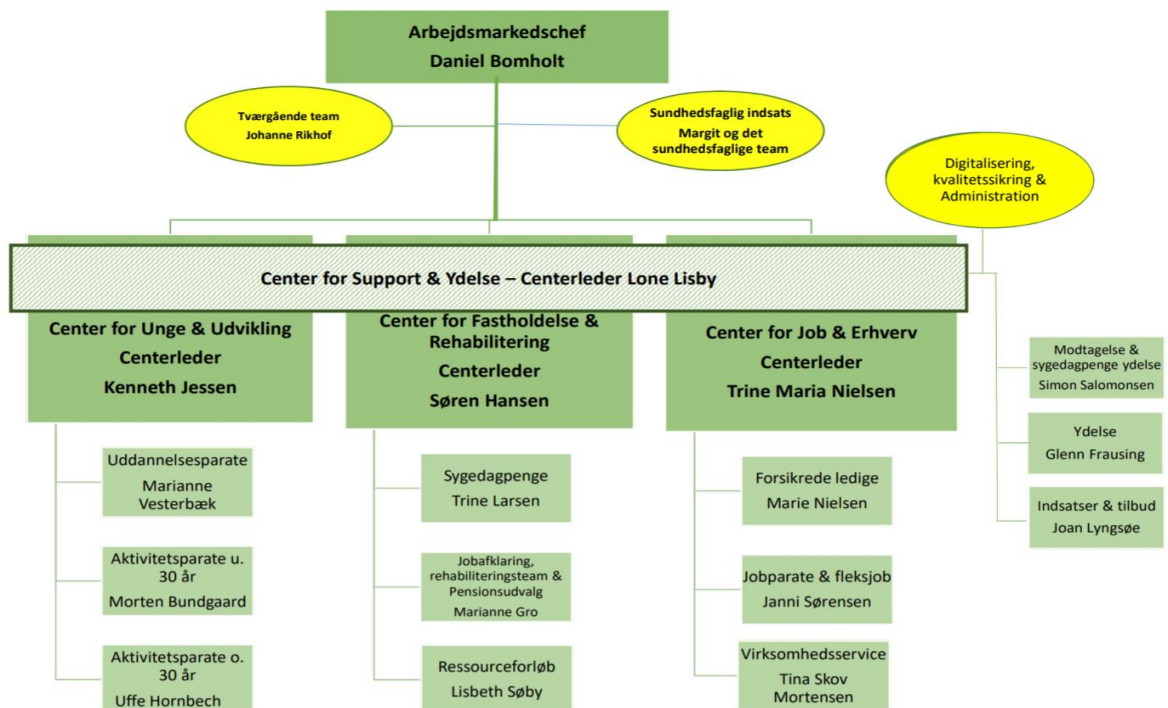 Arbejdsmarkedschef
Daniel Bomholt
Tværgående team
Johanne Rikhof
Sundhedsfaglig indsats
Margit og det
sundhedsfaglige team
Digitalisering,
kvalitetssikring &
Administration
Center for Support & Ydelse – Centerleder Lone Lisby
Center for Unge & Udvikling
Centerleder
Kenneth Jessen
Center for Fastholdelse &
Rehabilitering
Centerleder
Søren Hansen
Center for Job & Erhverv
Centerleder
Trine Maria Nielsen
Uddannelsesparate
Marianne
Vesterbæk
Aktivitetsparate u.
30 år
Morten Bundgaard
Aktivitetsparate o.
30 år
Uffe Hornbech
Sygedagpenge
Trine Larsen
Jobafklaring,
rehabiliteringsteam &
Pensionsudvalg
Marianne Gro
Ressourceforløb
Lisbeth Søby
Forsikrede ledige
Marie Nielsen
Jobparate & fleksjob
Janni Sørensen
Virksomhedsservice
Tina Skov
Mortensen
Modtagelse &
sygedagpenge ydelse
Simon Salomonsen
Ydelse
Glenn Frausing
Indsatser & tilbud
Joan Lyngsøe